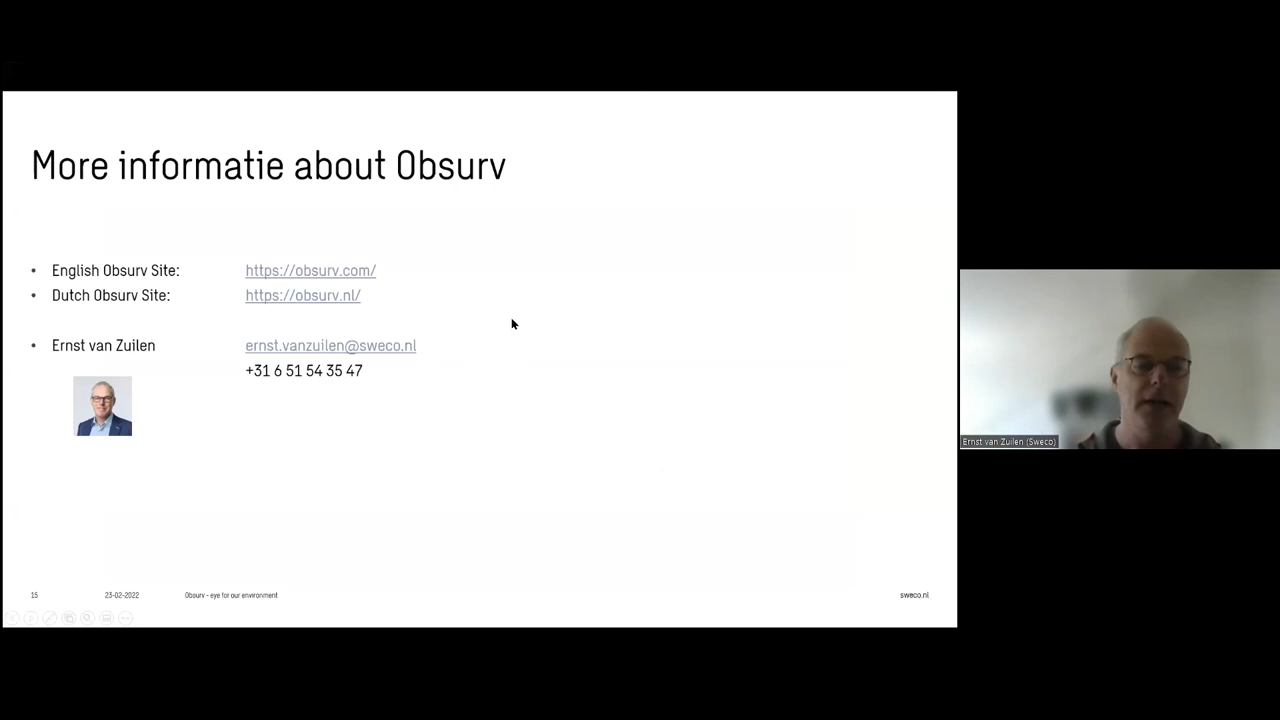 More informatie about Obsurv
• English Obsurv Site: https://obsurv.com/
• Dutch Obsurv Site: https://obsurv.nl/
• Ernst van Zuilen ernst.vanzuilen@sweco.nl
+31 6 51 54 35 47
Ernst van Zuilen (Sweco)
15 23-02-2022 Obsurv - eye for our environment sweco.nl